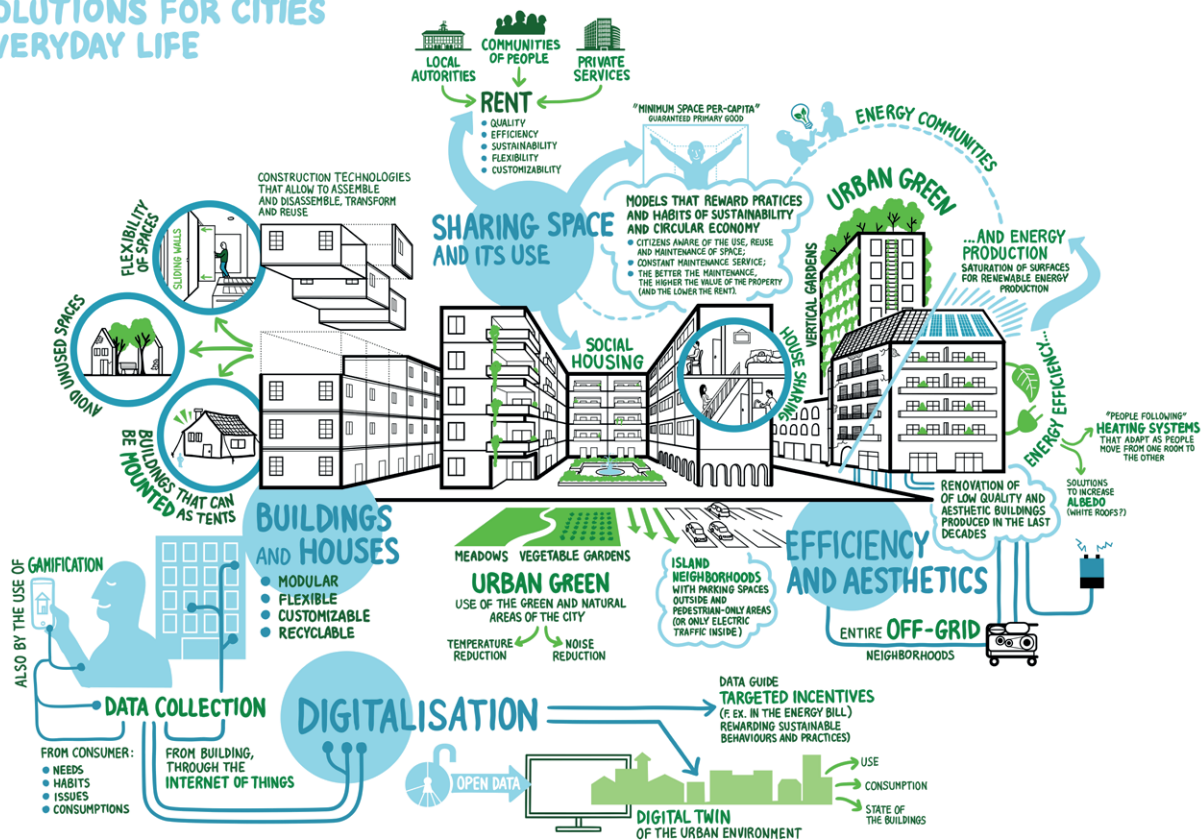 OLUTIONS FOR CITIES
VERYDAY LIFE
LOCAL
AUTORITIES
COMMUNITIES
OF PEOPLE
PRIVATE
SERVICES
RENT
QUALITY
EFFICIENCY
SUSTAINABILITY
FLEXIBILITY
CUSTOMIZABILITY
"MINIMUM SPACE PER-CAPITA"
GUARANTEED PRIMARY GOOD
ENERGY COMMUNITIES
CONSTRUCTION TECHNOLOGIES
THAT ALLOW TO ASSEMBLE
AND DISASSEMBLE, TRANSFORM
AND REUSE
FLEXIBILITY
OF SPACES
SLIDING WALLS
SHARING SPACE
AND ITS USE
MODELS THAT REWARD PRATICES
AND HABITS OF SUSTAINABILITY
AND CIRCULAR ECONOMY
CITIZENS AWARE OF THE USE, REUSE
AND MAINTENANCE OF SPACE;
CONSTANT MAINTENANCE SERVICE;
THE BETTER THE MAINTENANCE,
THE HIGHER THE VALUE OF THE PROPERTY
(AND THE LOWER THE RENT).
URBAN GREEN
VERTICAL GARDENS
...AND ENERGY
PRODUCTION
SATURATION OF SURFACES
FOR RENEWABLE ENERGY
PRODUCTION
AVOID UNUSED SPACES
SOCIAL
HOUSING
HOUSE SHARING
ENERGY EFFICIENCY...
"PEOPLE FOLLOWING"
HEATING SYSTEMS
THAT ADAPT AS PEOPLE
MOVE FROM ONE ROOM TO
THE OTHER
SOLUTIONS
TO INCREASE
ALBEDO
(WHITE ROOFS?)
BUILDINGS THAT CAN
BE MOUNTED AS TENTS
RENOVATION OF
OF LOW QUALITY AND
AESTHETIC BUILDINGS
PRODUCED IN THE LAST
DECADES
BUILDINGS
AND HOUSES
MODULAR
FLEXIBLE
CUSTOMIZABLE
RECYCLABLE
MEADOWS
VEGETABLE GARDENS
URBAN GREEN
USE OF THE GREEN AND NATURAL
AREAS OF THE CITY
TEMPERATURE
REDUCTION
NOISE
REDUCTION
ISLAND
NEIGHBORHOODS
WITH PARKING SPACES
OUTSIDE AND
PEDESTRIAN-ONLY AREAS
(OR ONLY ELECTRIC
TRAFFIC INSIDE)
EFFICIENCY
AND AESTHETICS
ENTIRE OFF-GRID
NEIGHBORHOODS
ALSO BY THE USE OF GAMIFICATION
DATA COLLECTION
FROM CONSUMER:
NEEDS
HABITS
ISSUES
CONSUMPTIONS
FROM BUILDING,
THROUGH THE
INTERNET OF THINGS
DIGITALISATION
DATA GUIDE
TARGETED INCENTIVES
(F. EX. IN THE ENERGY BILL)
REWARDING SUSTAINABLE
BEHAVIOURS AND PRACTICES)
OPEN DATA
DIGITAL TWIN
OF THE URBAN ENVIRONMENT
USE
CONSUMPTION
STATE OF
THE BUILDINGS